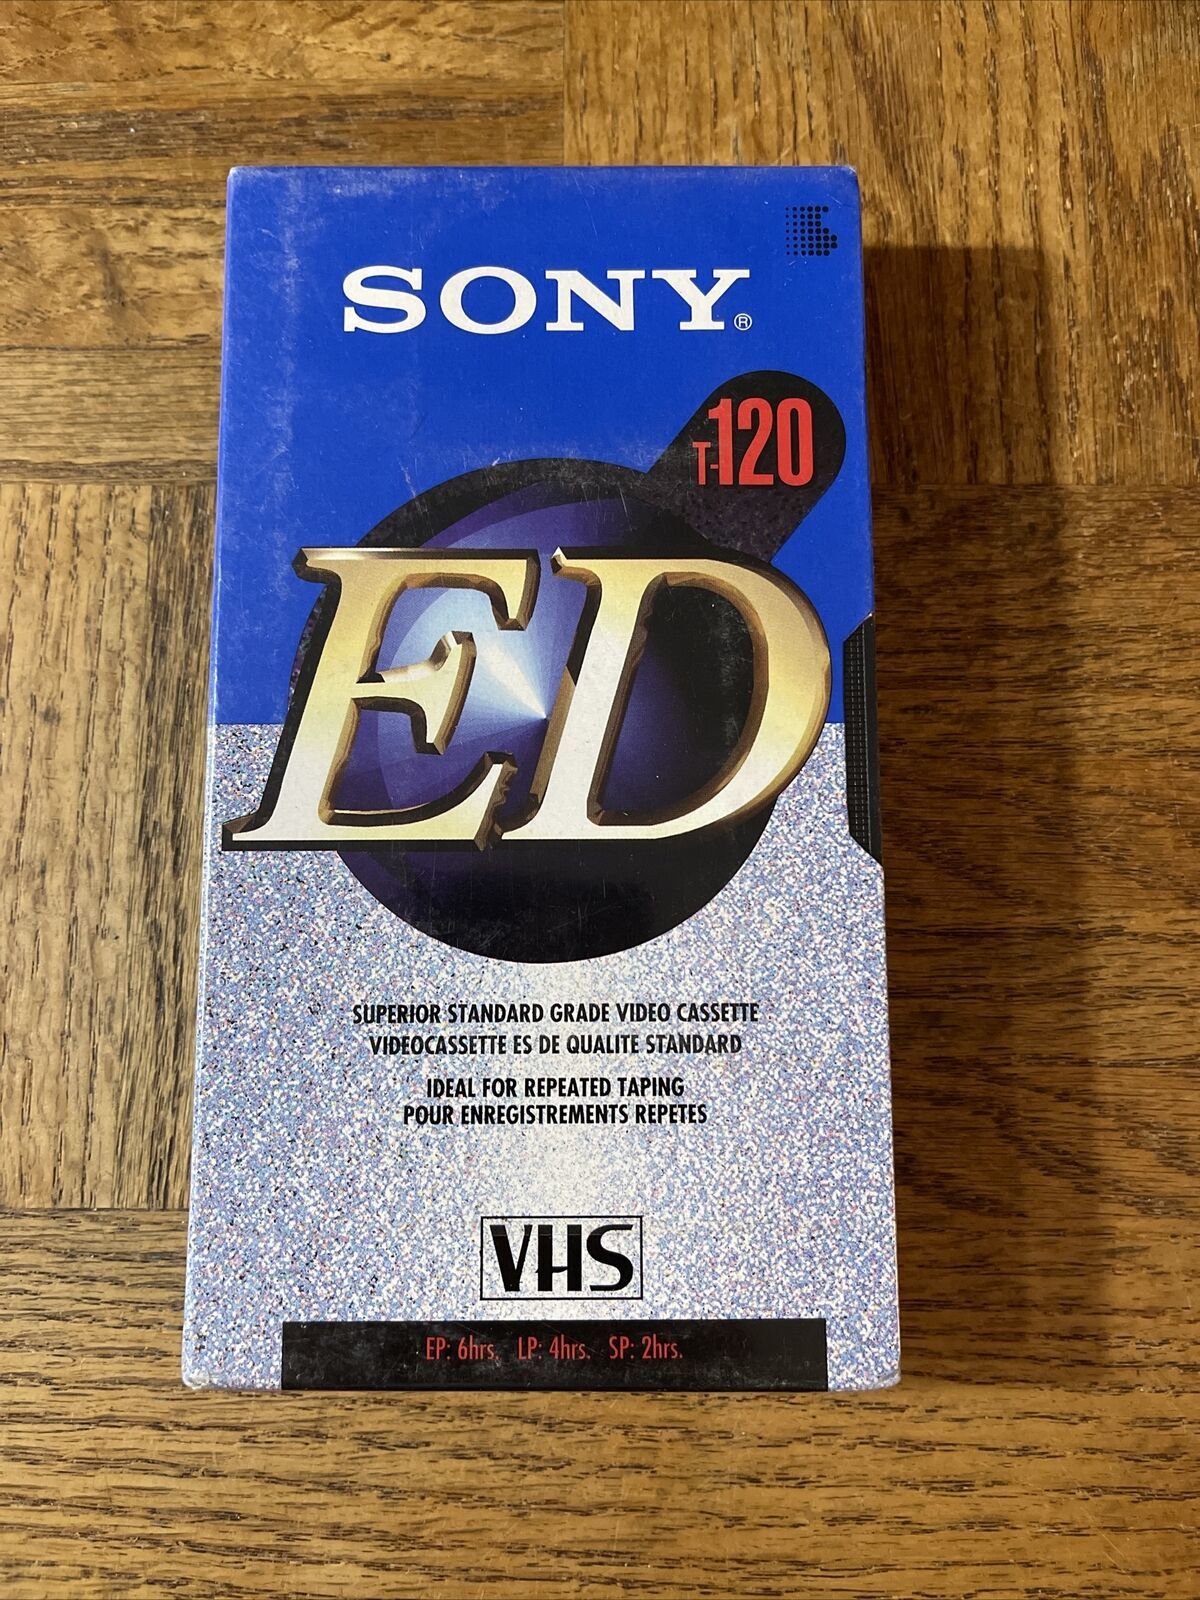 SONY®
T-120
ED
SUPERIOR STANDARD GRADE VIDEO CASSETTE
VIDEOCASSETTE ES DE QUALITE STANDARD
IDEAL FOR REPEATED TAPING
POUR ENREGISTREMENTS REPETES
VHS
EP: 6hrs. LP: 4hrs. SP: 2hrs.